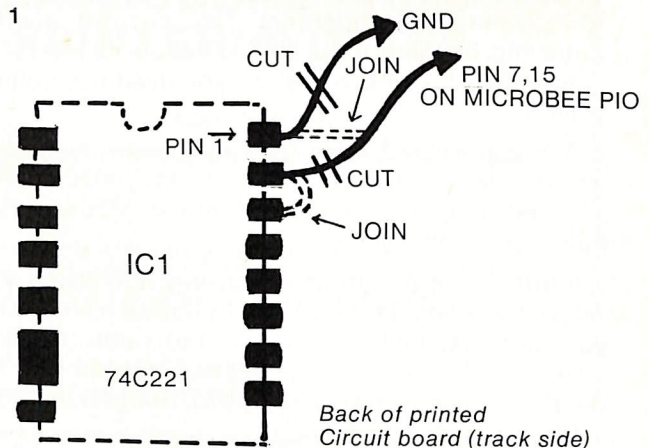 1
GND
CUT
JOIN
PIN 7,15
ON MICROBEE PIO
PIN 1
CUT
JOIN
IC1
74C221
Back of printed
Circuit board (track side)